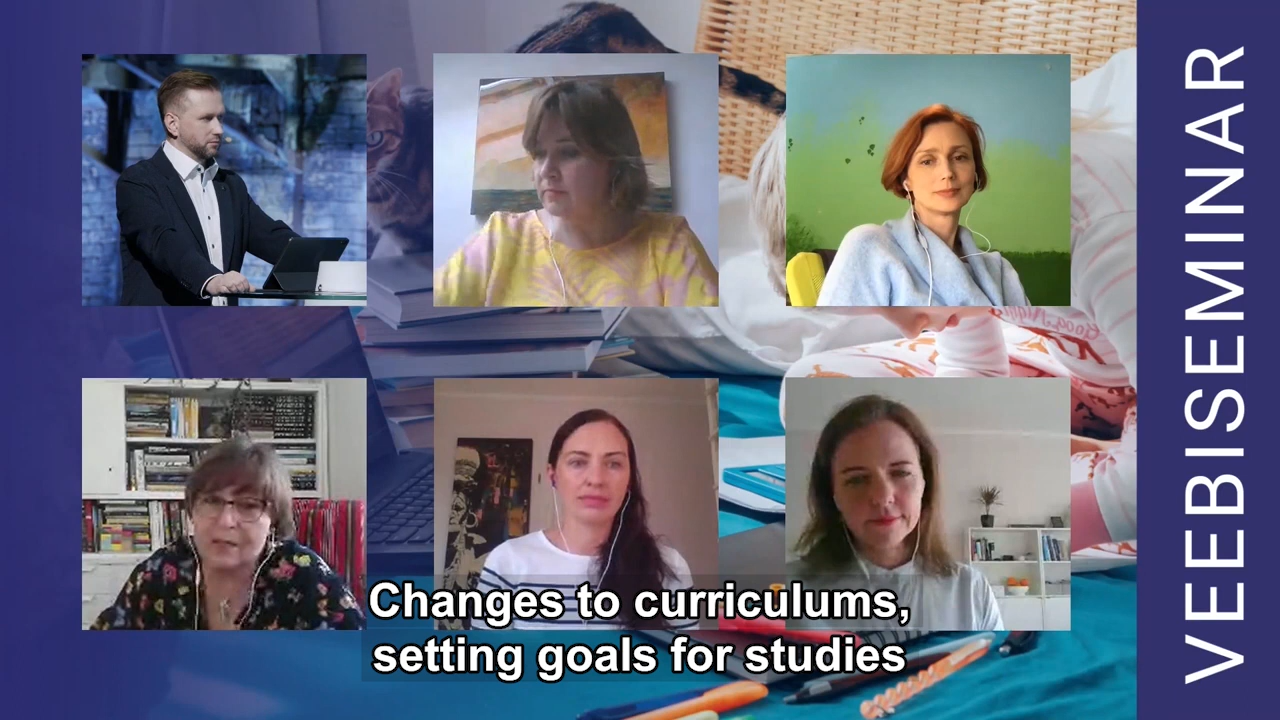 VEEBISEMINAR
Changes to curriculums,
setting goals for studies